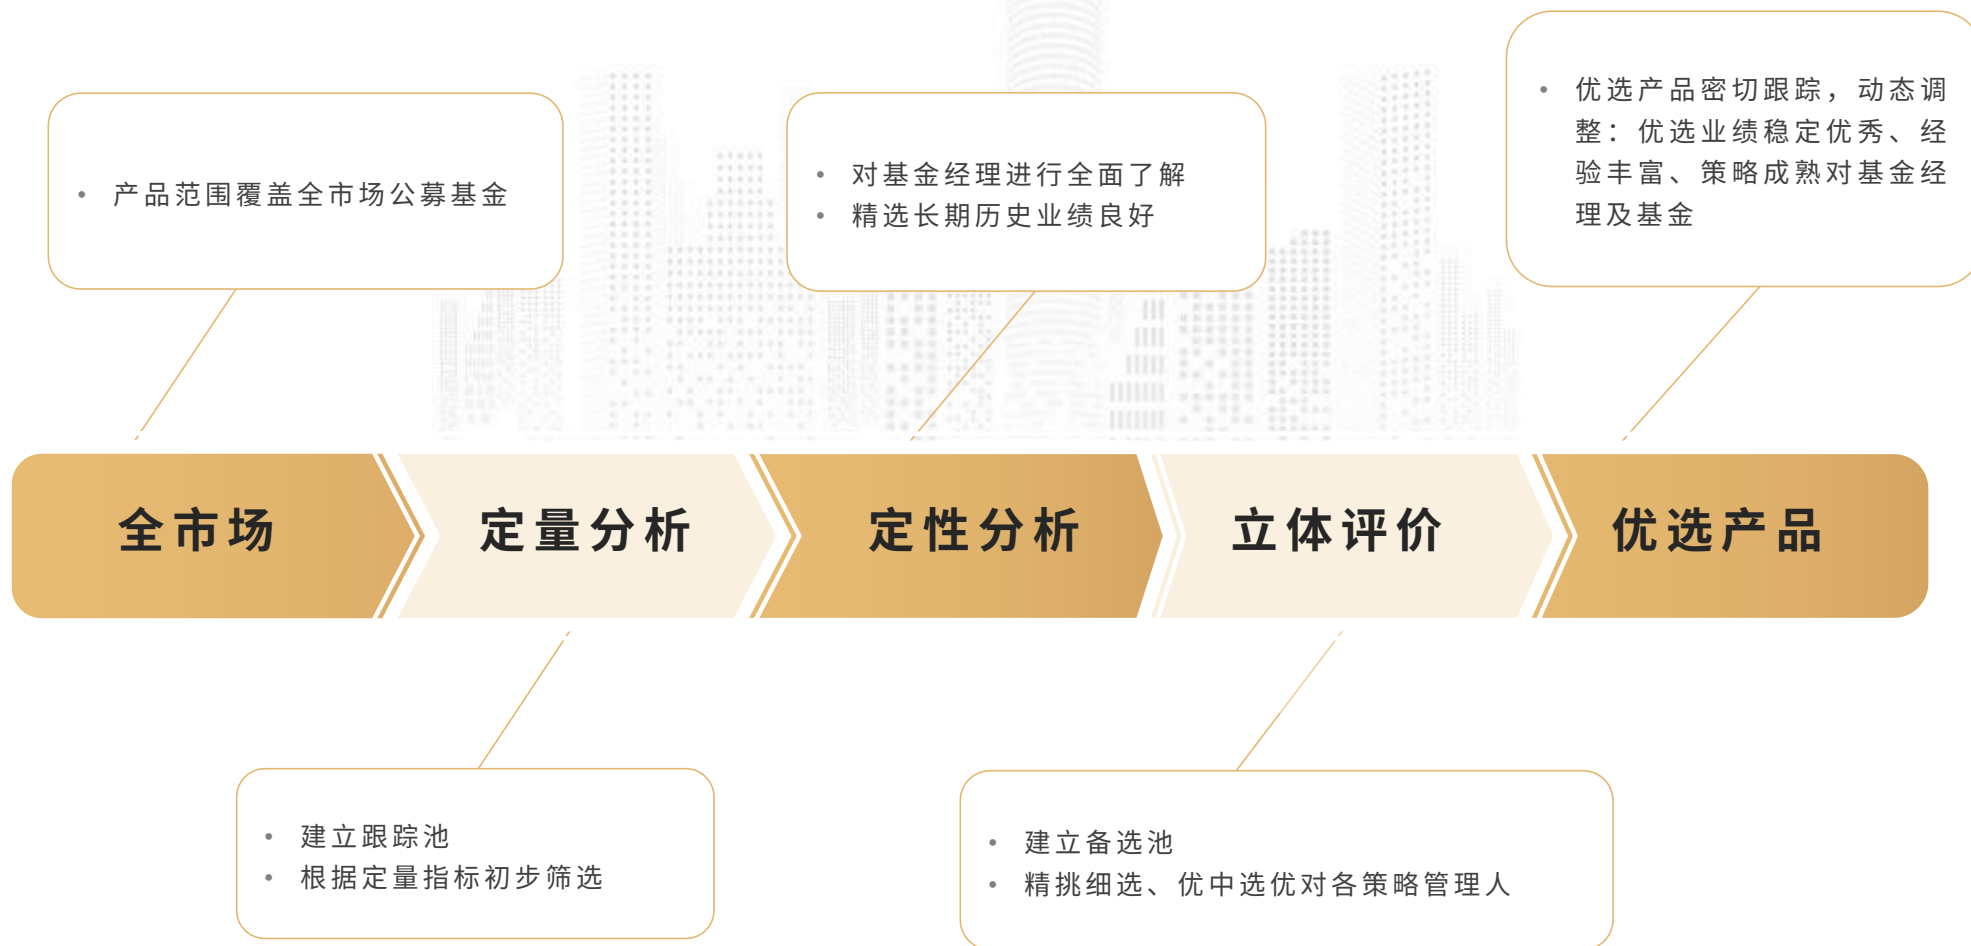 产品范围覆盖全市场公募基金
对基金经理进行全面了解
精选长期历史业绩良好
优选产品密切跟踪，动态调
整：优选业绩稳定优秀、经
验丰富、策略成熟对基金经
理及基金
全市场
定量分析
定性分析
立体评价
优选产品
建立跟踪池
根据定量指标初步筛选
建立备选池
精挑细选、优中选优对各策略管理人